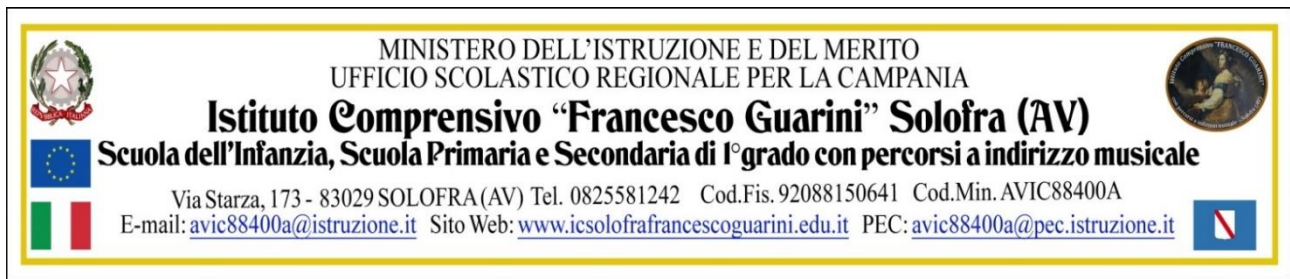 MINISTERO DELL'ISTRUZIONE E DEL MERITO
UFFICIO SCOLASTICO REGIONALE PER LA CAMPANIA
Istituto Comprensivo “Francesco Guarini” Solofra (AV)
Scuola dell'Infanzia, Scuola Primaria e Secondaria di 1°grado con percorsi a indirizzo musicale
Via Starza, 173 - 83029 SOLOFRA (AV) Tel. 0825581242 Cod.Fis. 92088150641 Cod.Min. AVIC88400A
E-mail: avic88400a@istruzione.it Sito Web: www.icsolofrafrancescoguarini.edu.it PEC: avic88400a@pec.istruzione.it